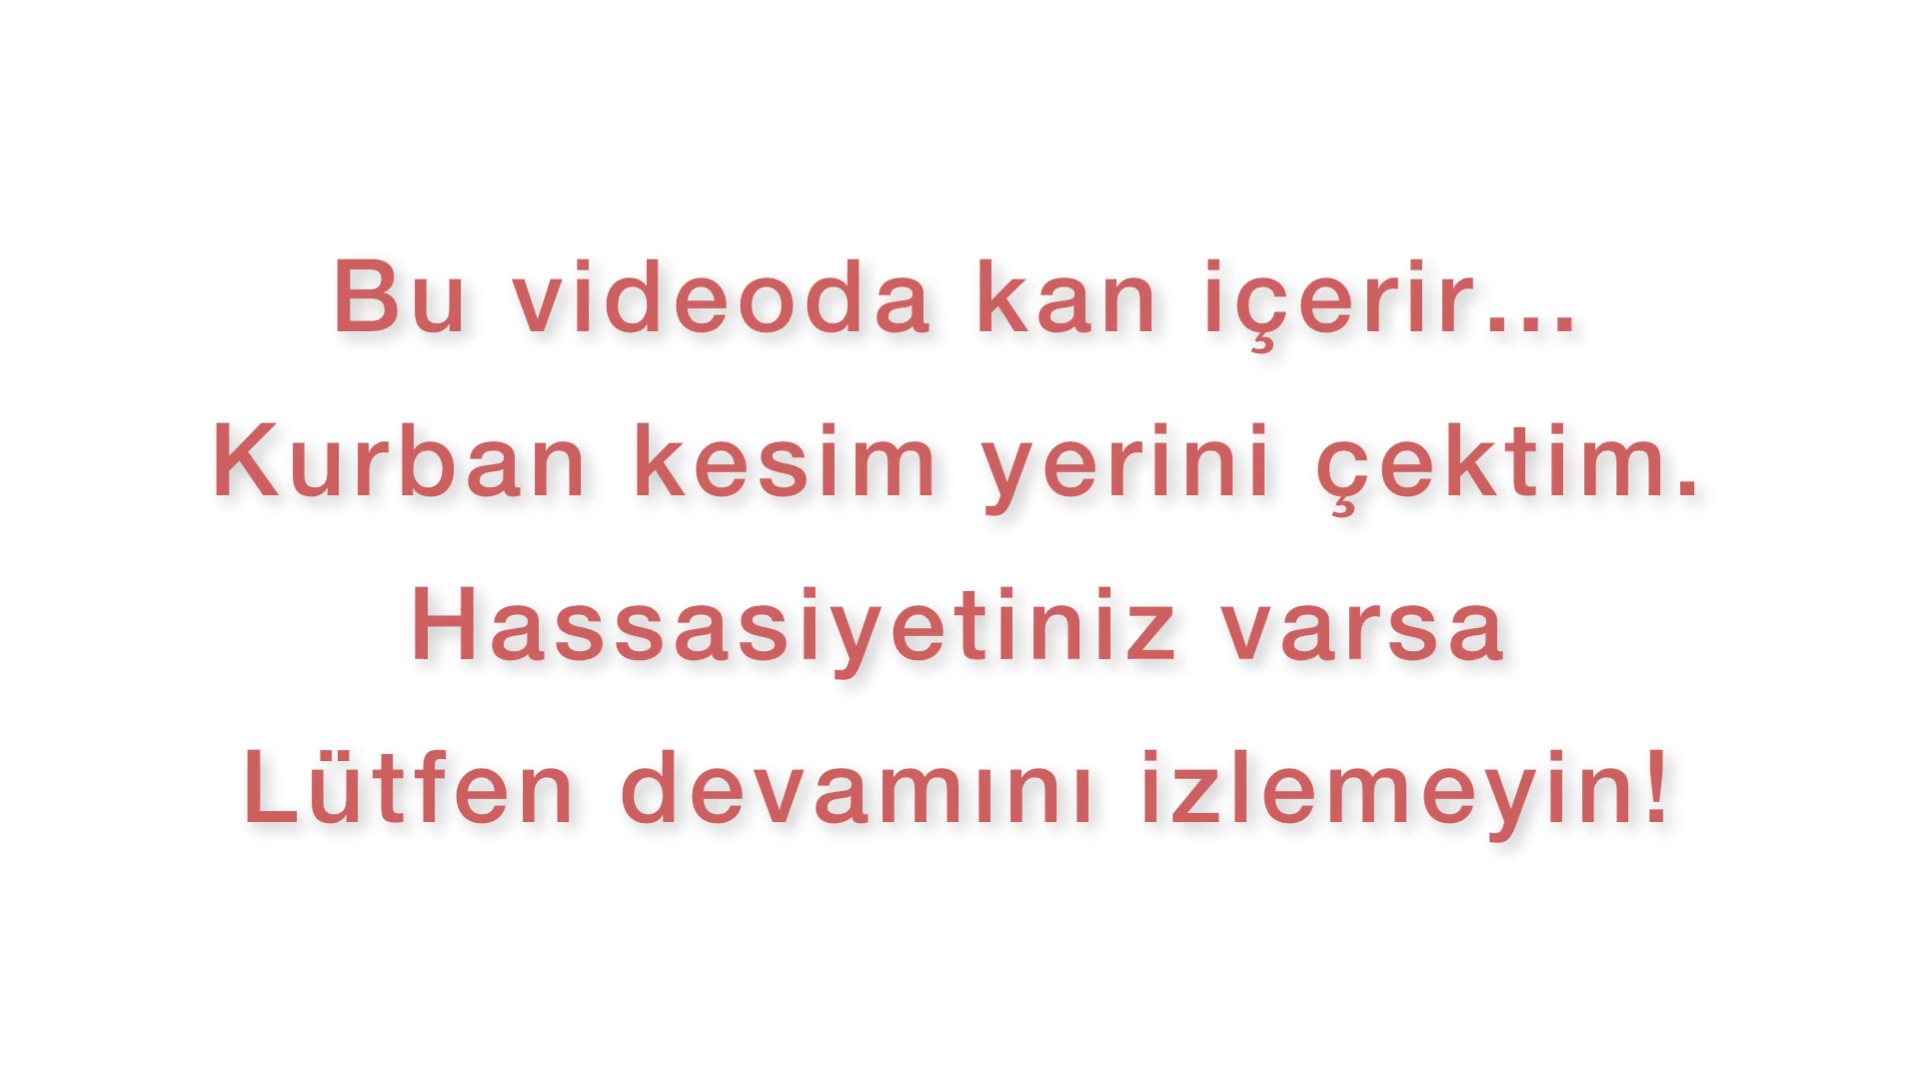 Bu videoda kan içerir...
Kurban kesim yerini çektim.
Hassasiyetiniz varsa
Lütfen devamını izlemeyin!